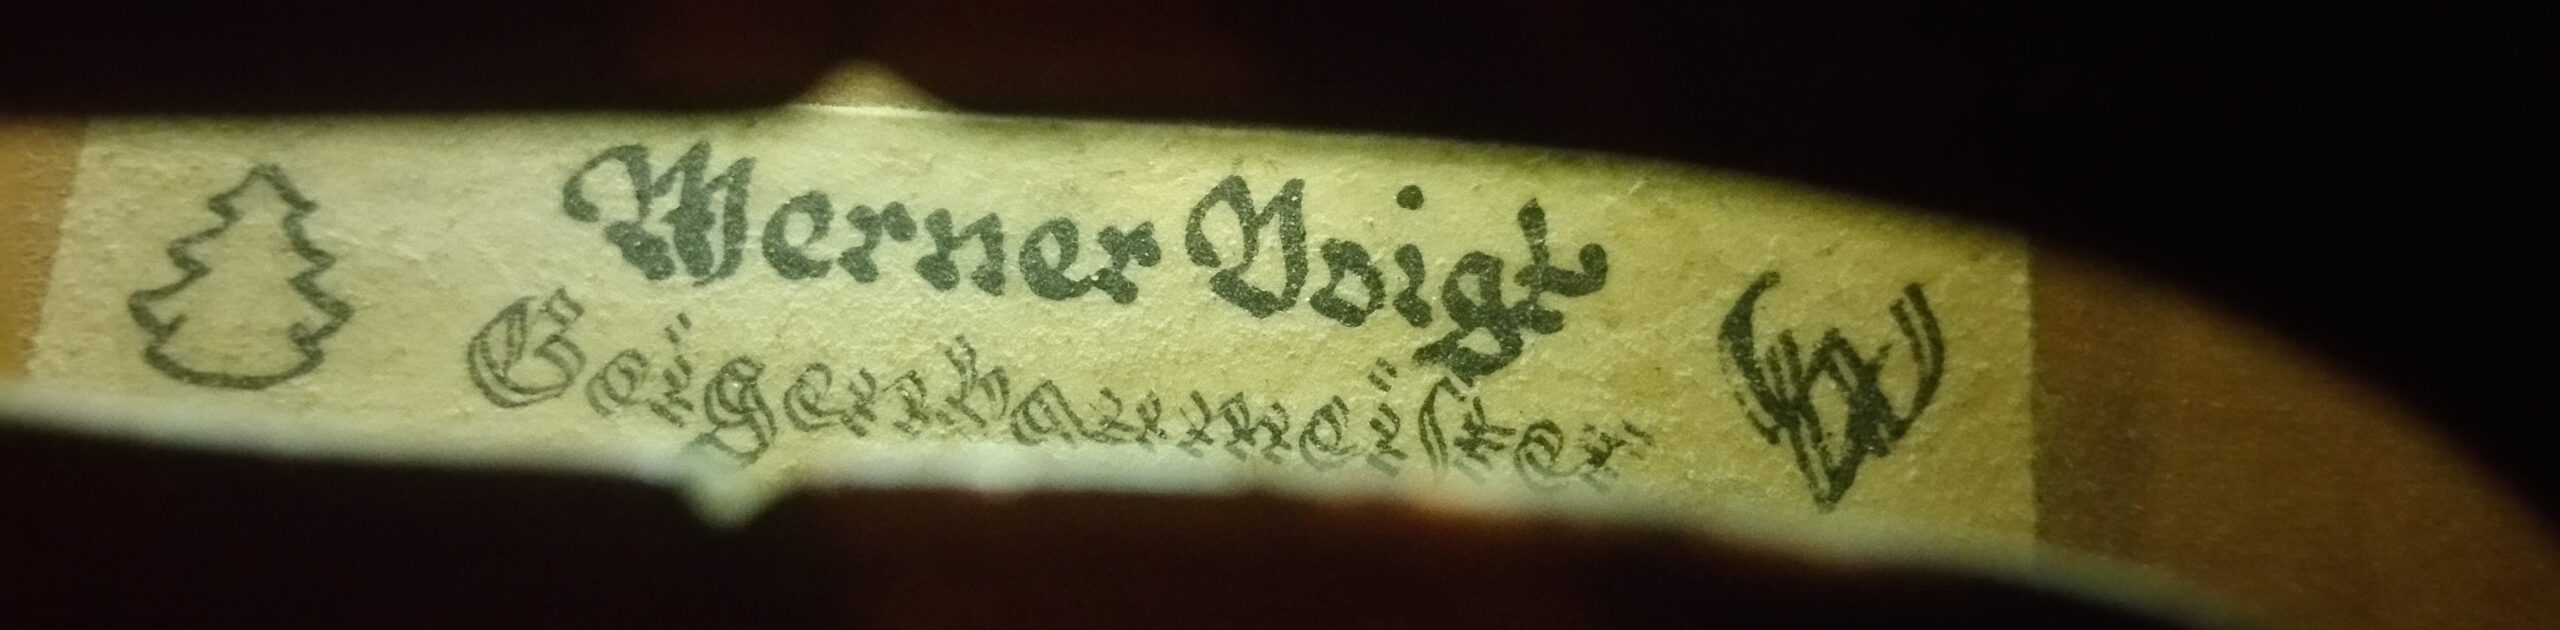 Werner Voigt
Geigenbaumeister